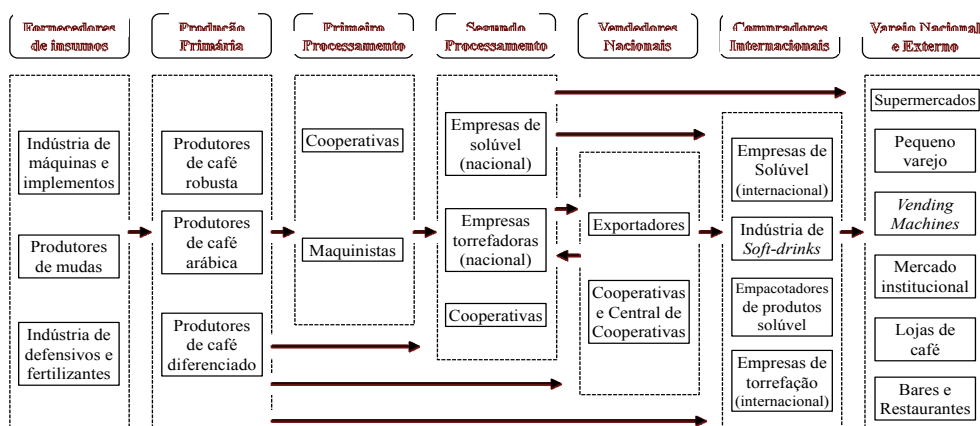 Fornecedores
de insumos
Produção
Primária
Primeiro
Processamento
Segundo
Processamento
Vendedores
Nacionais
Compradores
Internacionais
Varejo Nacional
e Externo
Indústria de
máquinas e
implementos
Produtores
de mudas
Indústria de
defensivos e
fertilizantes
Produtores
de café
robusta
Produtores
de café
arábica
Produtores
de café
diferenciado
Cooperativas
Maquinistas
Empresas de
solúvel
(nacional)
Empresas
torrefadoras
(nacional)
Cooperativas
Exportadores
Cooperativas
e Central de
Cooperativas
Empresas de
Solúvel
(internacional)
Indústria de
Soft-drinks
Empacotadores
de produtos
solúvel
Empresas de
torrefação
(internacional)
Supermercados
Pequeno
varejo
Vending
Machines
Mercado
institucional
Lojas de
café
Bares e
Restaurantes